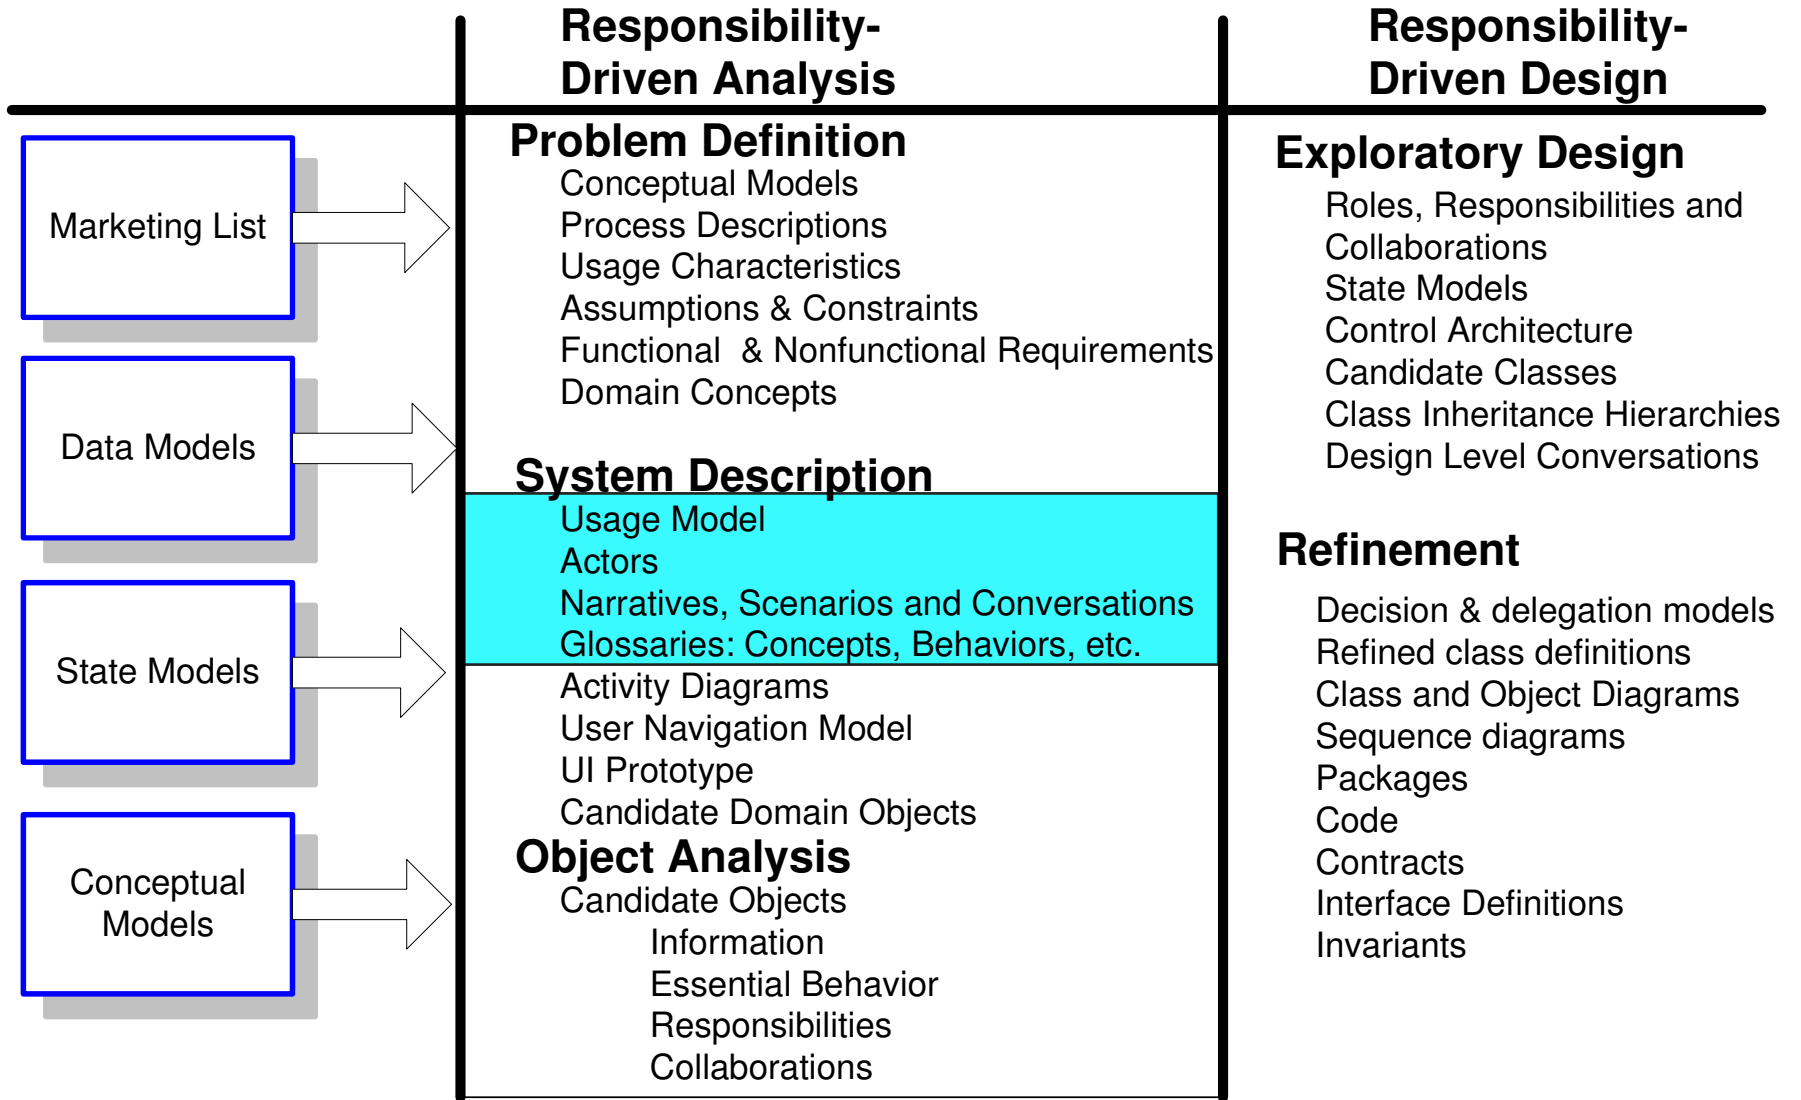 Responsibility-
Driven Analysis
Responsibility-
Driven Design
Marketing List
Data Models
State Models
Conceptual
Models
Problem Definition
Conceptual Models
Process Descriptions
Usage Characteristics
Assumptions & Constraints
Functional & Nonfunctional Requirements
Domain Concepts
System Description
Usage Model
Actors
Narratives, Scenarios and Conversations
Glossaries: Concepts, Behaviors, etc.
Activity Diagrams
User Navigation Model
UI Prototype
Candidate Domain Objects
Object Analysis
Candidate Objects
Information
Essential Behavior
Responsibilities
Collaborations
Exploratory Design
Roles, Responsibilities and
Collaborations
State Models
Control Architecture
Candidate Classes
Class Inheritance Hierarchies
Design Level Conversations
Refinement
Decision & delegation models
Refined class definitions
Class and Object Diagrams
Sequence diagrams
Packages
Code
Contracts
Interface Definitions
Invariants